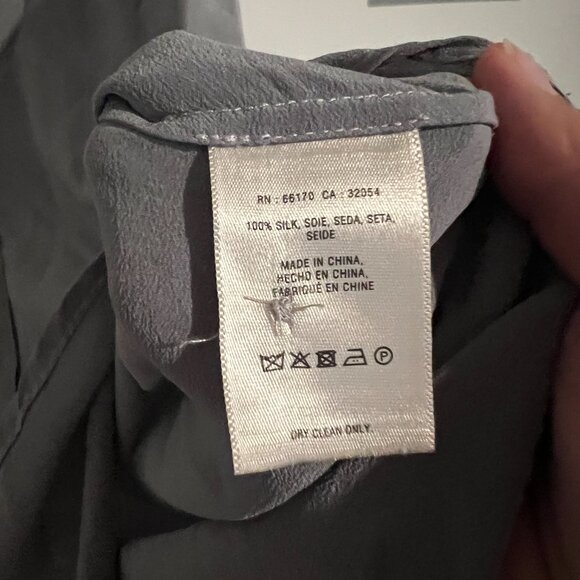 RN : 66170 CA : 32054
100% SILK, SOIE, SEDA, SETA,
SEIDE
MADE IN CHINA,
HECHO EN CHINA,
FABRIQUÉ EN CHINE
P
DRY CLEAN ONLY